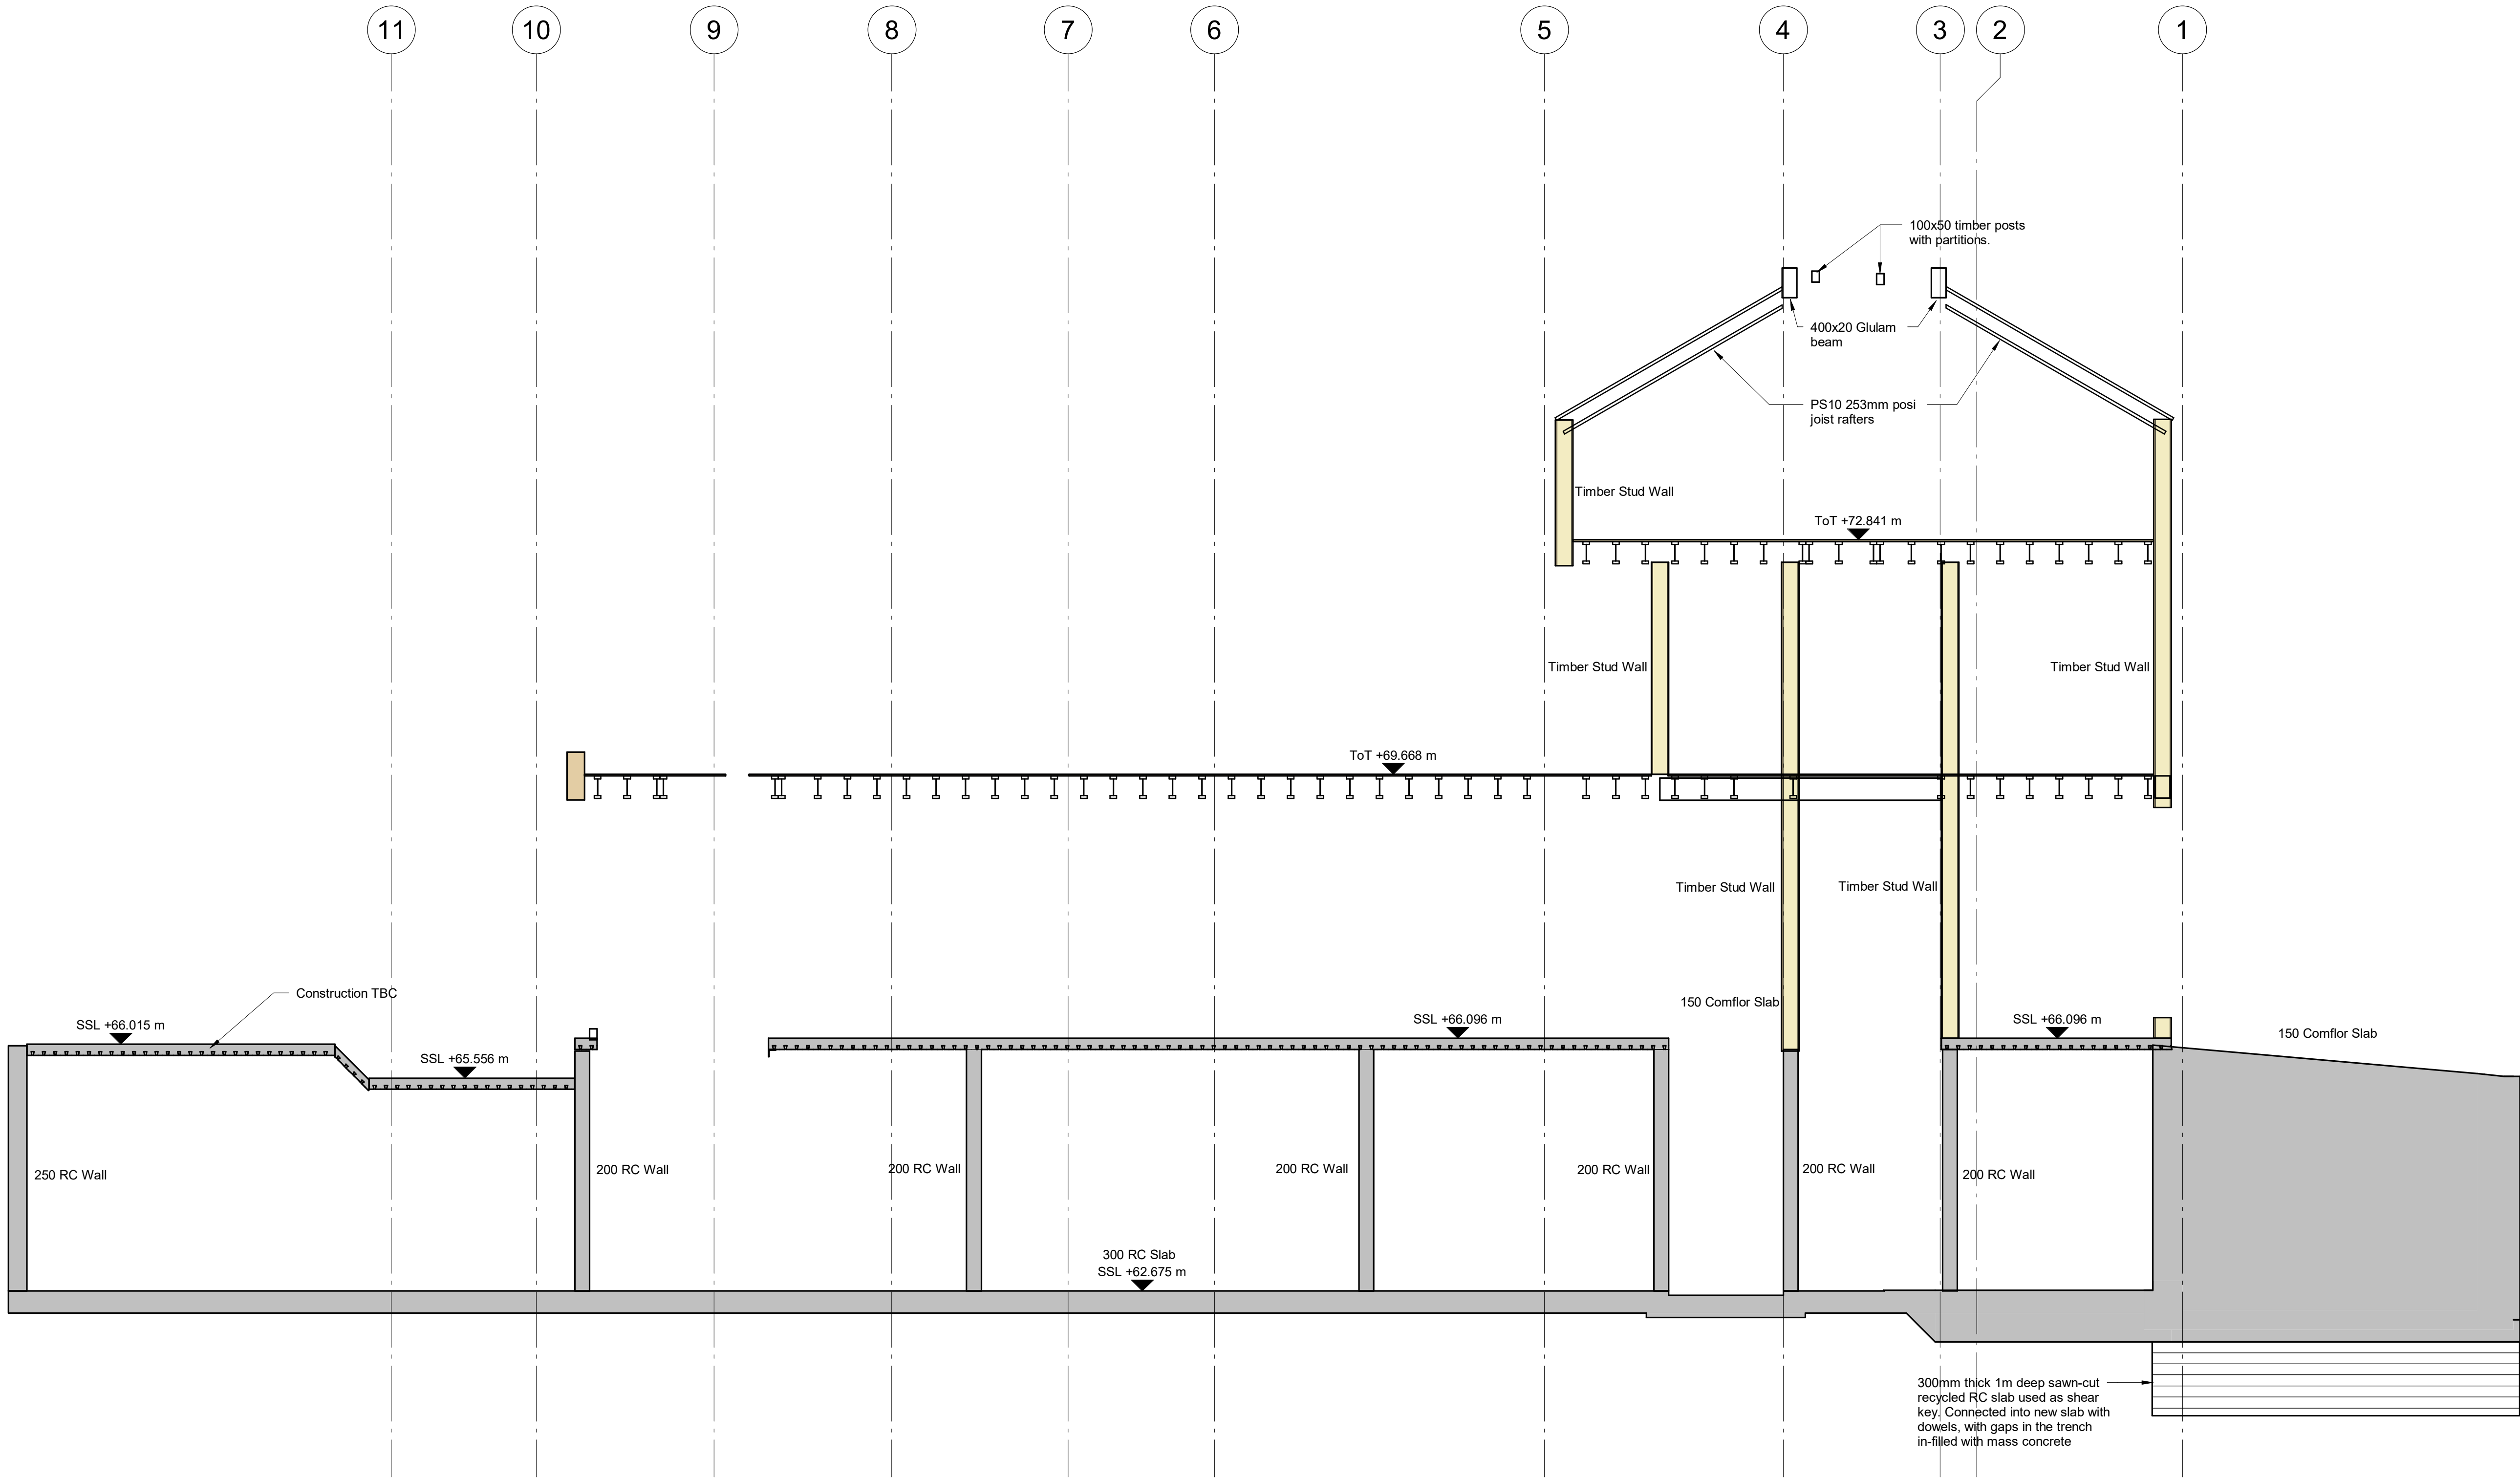 11
10
9
8
7
6
5
4
3
2
1
100x50 timber posts
with partitions.
400x20 Glulam
beam
PS10 253mm posi
joist rafters
Timber Stud Wall
ToT +72.841 m
Timber Stud Wall
Timber Stud Wall
ToT +69.668 m
Timber Stud Wall
Timber Stud Wall
Construction TBC
150 Comflor Slab
SSL +66.015 m
SSL +66.096 m
SSL +66.096 m
150 Comflor Slab
SSL +65.556 m
250 RC Wall
200 RC Wall
200 RC Wall
200 RC Wall
200 RC Wall
200 RC Wall
200 RC Wall
300 RC Slab
SSL +62.675 m
300mm thick 1m deep sawn-cut
recycled RC slab used as shear
key. Connected into new slab with
dowels, with gaps in the trench
in-filled with mass concrete